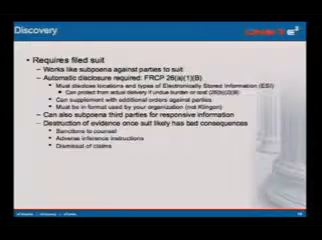 Discovery
• Requires filed suit
– Works like subpoena against parties to suit
– Automatic disclosure required: FRCP 26(a)(1)(B)
• Must disclose locations and types of Electronically Stored Information (ESI)
• Can protect from actual delivery if undue burden or cost (26(b)(2)(B)
• Can supplement with additional orders against parties
• Must be in format used by your organization (not Klingon)
– Can also subpoena third parties for responsive information
– Destruction of evidence once suit likely has bad consequences
• Sanctions to counsel
• Adverse inference instructions
• Dismissal of claims